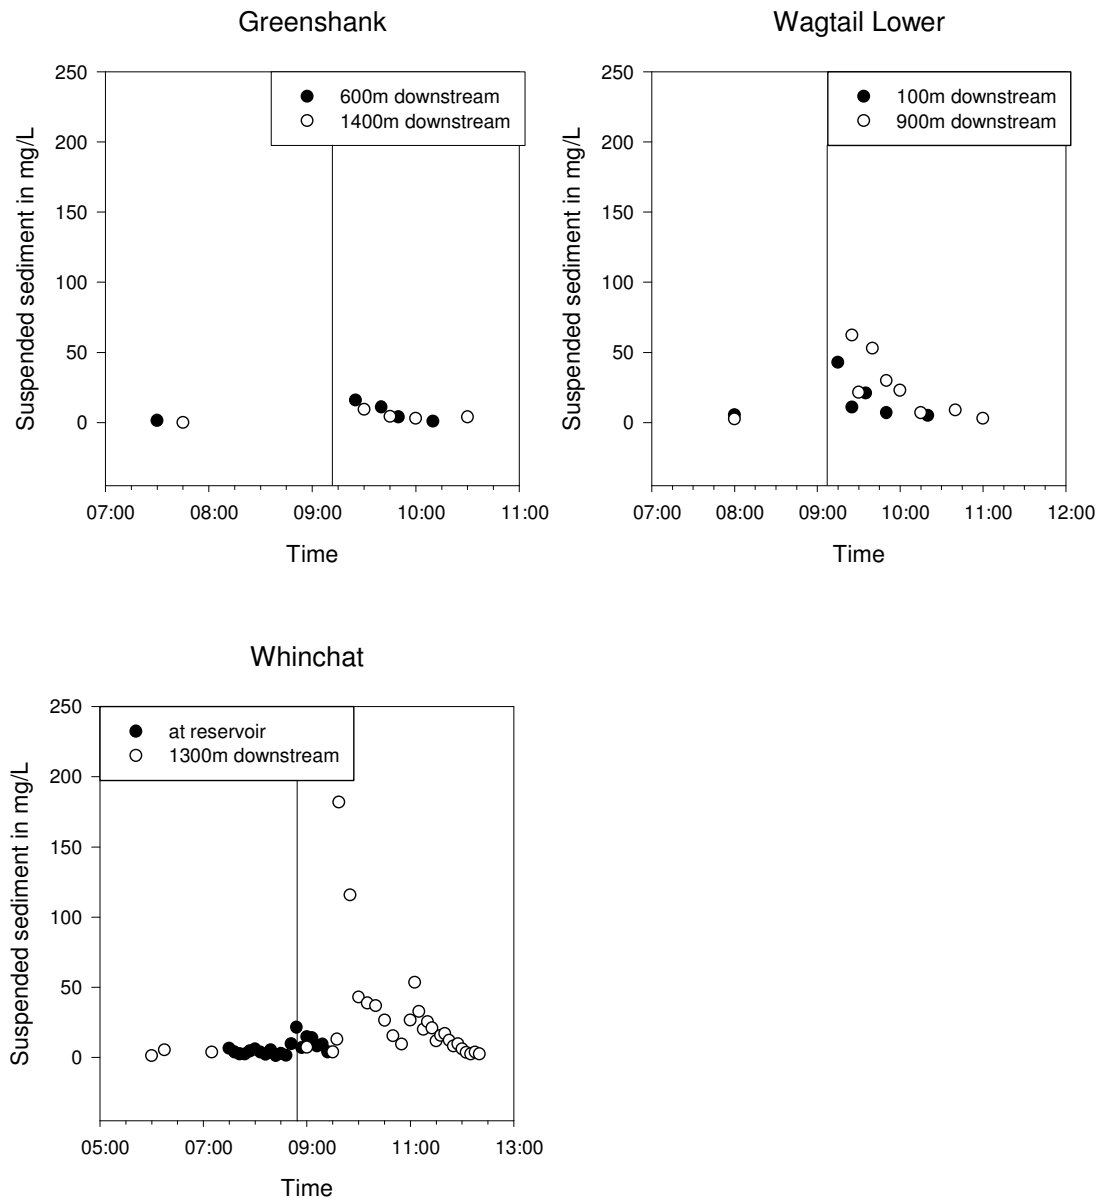 Greenshank
Suspended sediment in mg/L
250
200
150
100
50
0
600m downstream
1400m downstream
07:00 08:00 09:00 10:00 11:00
Time
Wagtail Lower
Suspended sediment in mg/L
250
200
150
100
50
0
100m downstream
900m downstream
07:00 08:00 09:00 10:00 11:00 12:00
Time
Whinchat
Suspended sediment in mg/L
250
200
150
100
50
0
at reservoir
1300m downstream
05:00 07:00 09:00 11:00 13:00
Time